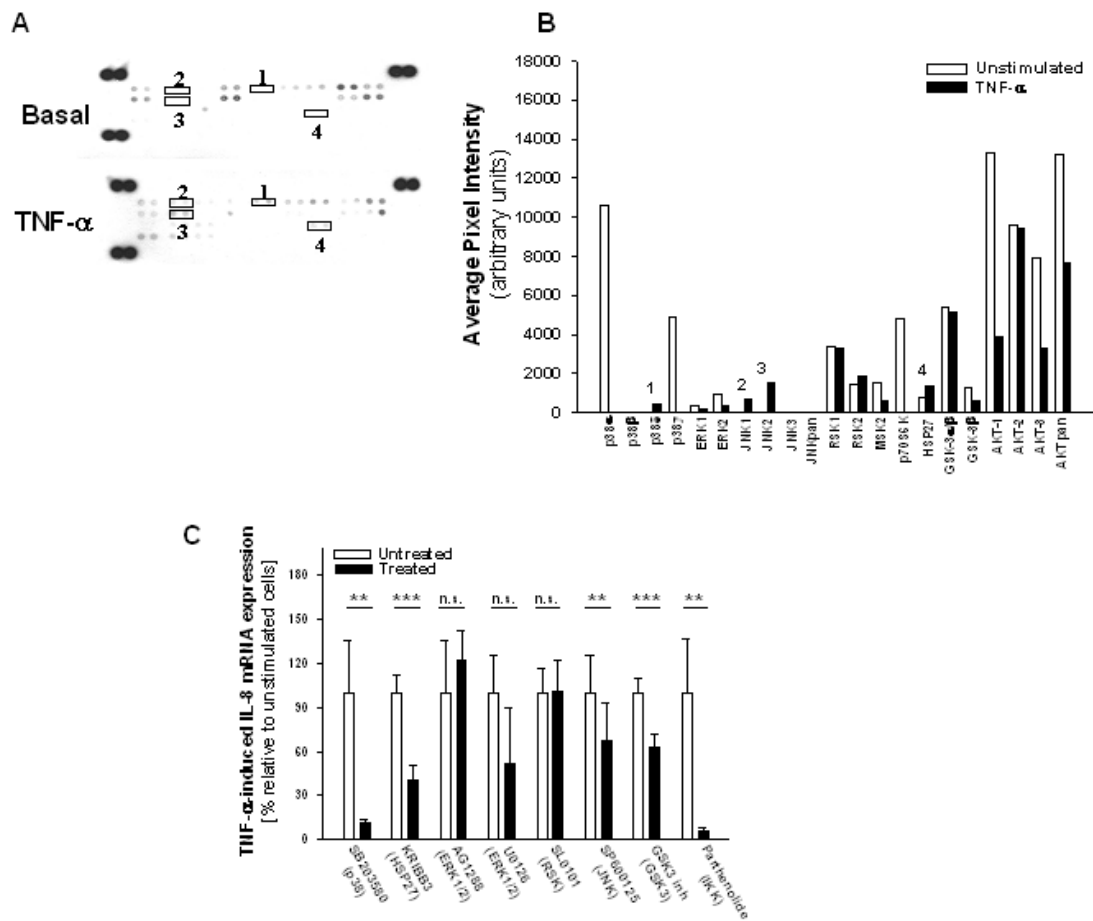 A
2
1
Basal
3
4
2
1
TNF-α
3
4
B
Average Pixel Intensity
(arbitrary units)
18000
16000
14000
12000
10000
8000
6000
4000
2000
0
Unstimulated
TNF-α
1
2
3
4
p38α
p38β
p38δ
p38γ
ERK1
ERK2
JNK1
JNK2
JNK3
JNKpan
RSK1
RSK2
MSK2
p70S6K
HSP27
GSK-3α/β
GSK-3β
AKT-1
AKT-2
AKT-3
AKTpan
C
TNF-α-induced IL-8 mRNA expression
[% relative to unstimulated cells]
180
150
120
90
60
30
0
Untreated
Treated
** *** n.s. n.s. n.s. ** *** **
SB203580
(p38)
KRIBB3
(HSP27)
AG1288
(ERK1/2)
U0126
(ERK1/2)
SL0101
(RSK)
SP600125
(JNK)
GSK3 inh
(GSK3)
Parthenolide
(IKK)